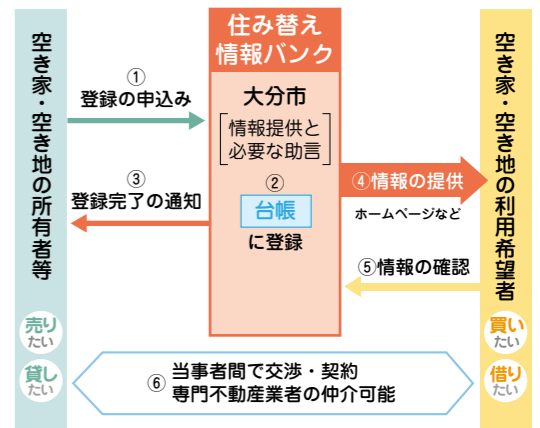 空き家・空き地の所有者等
売り
たい
貸し
たい
①
登録の申込み
③
登録完了の通知
住み替え
情報バンク
大分市
情報提供と
必要な助言
②
台帳
に登録
④情報の提供
ホームページなど
⑤情報の確認
空き家・空き地の利用希望者
買い
たい
借り
たい
⑥ 当事者間で交渉・契約
専門不動産業者の仲介可能